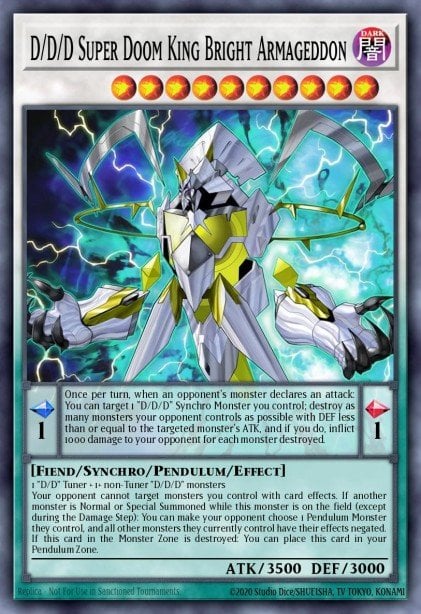 D/D/D Super Doom King Bright Armageddon
DARK
闇
Once per turn, when an opponent's monster declares an attack:
You can target 1 "D/D/D" Synchro Monster you control; destroy as
many monsters your opponent controls as possible with DEF less
than or equal to the targeted monster's ATK, and if you do, inflict
1000 damage to your opponent for each monster destroyed.
1
1
[Fiend/Synchro/Pendulum/Effect]
1 "D/D" Tuner + 1+ non-Tuner "D/D/D" monsters
Your opponent cannot target monsters you control with card effects. If another
monster is Normal or Special Summoned while this monster is on the field (except
during the Damage Step): You can make your opponent choose 1 Pendulum Monster
they control, and all other monsters they currently control have their effects negated.
If this card in the Monster Zone is destroyed: You can place this card in your
Pendulum Zone.
ATK/3500 DEF/3000
Replica - Not For Use in Sanctioned Tournaments
©2020 Studio Dice/SHUEISHA, TV TOKYO, KONAMI